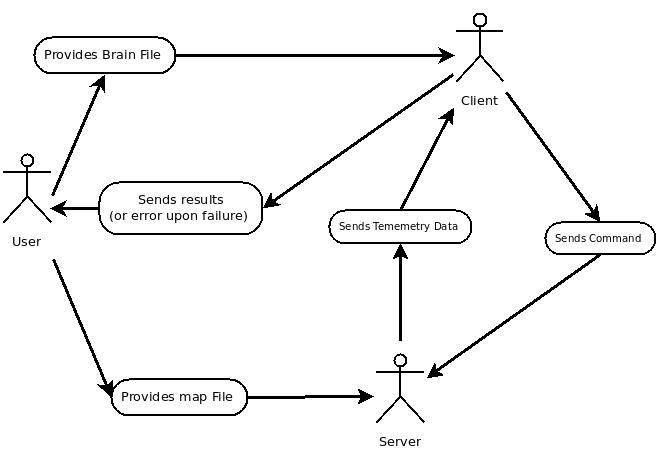 Provides Brain File
Client
Sends results
(or error upon failure)
User
Sends Tememetry Data
Sends Command
Provides map File
Server